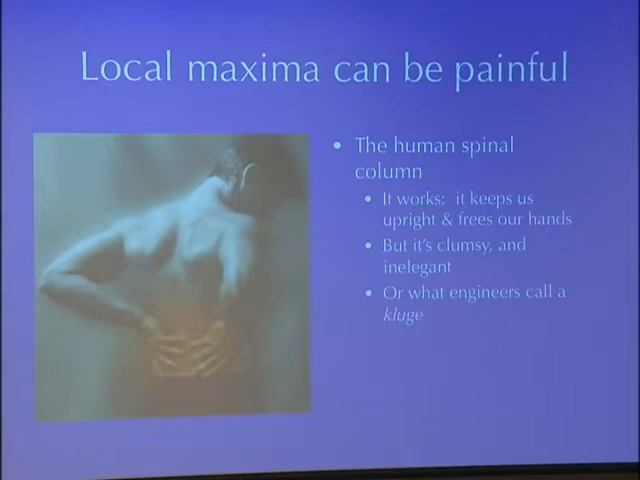 Local maxima can be painful
• The human spinal
column
• It works: it keeps us
upright & frees our hands
• But it's clumsy, and
inelegant
• Or what engineers call a
kluge